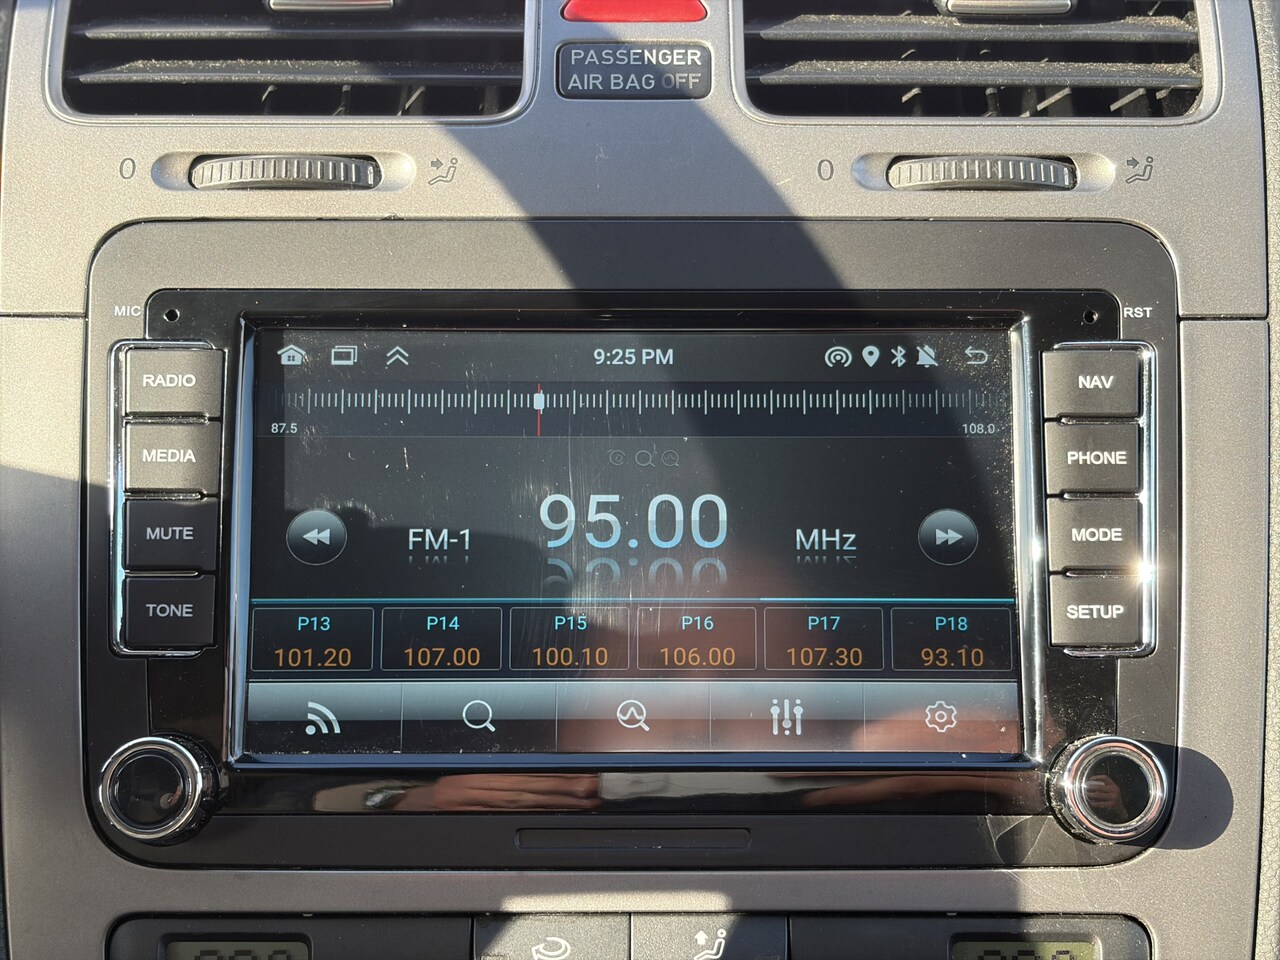 PASSENGER
AIR BAG OFF
0
0
MIC
RST
9:25 PM
RADIO
NAV
87.5
108.0
MEDIA
PHONE
FM-1
95.00
MHz
MUTE
MODE
TONE
SETUP
P13
P14
P15
P16
P17
P18
101.20
107.00
100.10
106.00
107.30
93.10